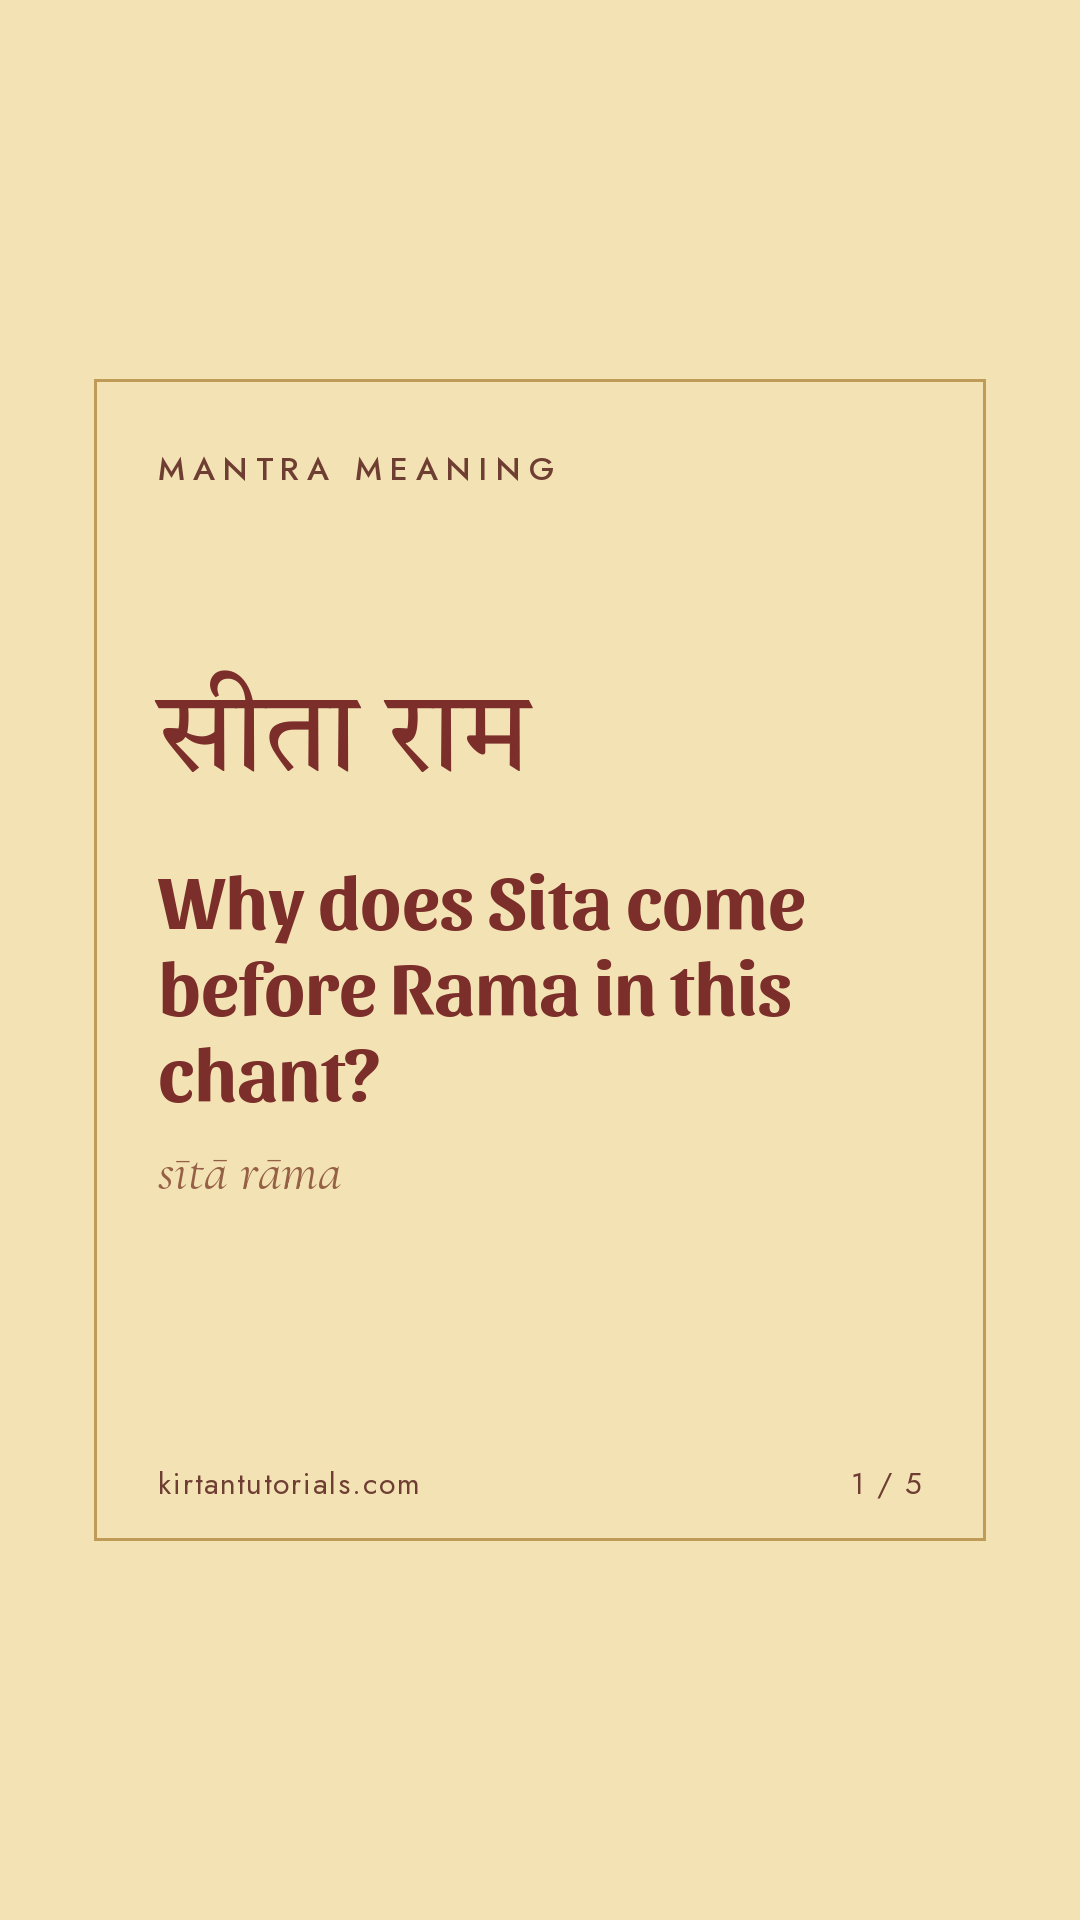 MANTRA MEANING
सीता राम
Why does Sita come
before Rama in this
chant?
sītā rāma
kirtantutorials.com
1 / 5